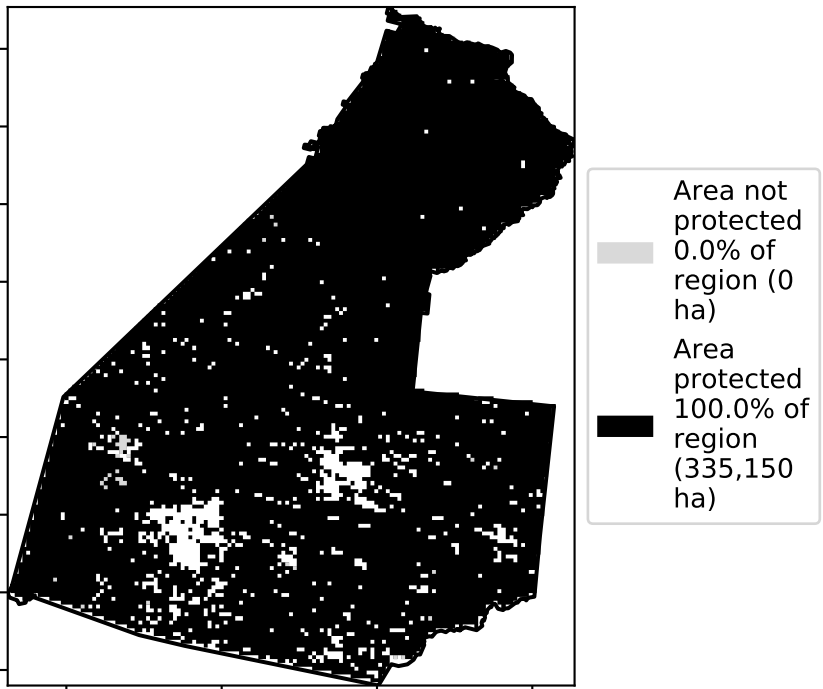 Area not
protected
0.0% of
region (0
ha)
Area
protected
100.0% of
region
(335,150
ha)